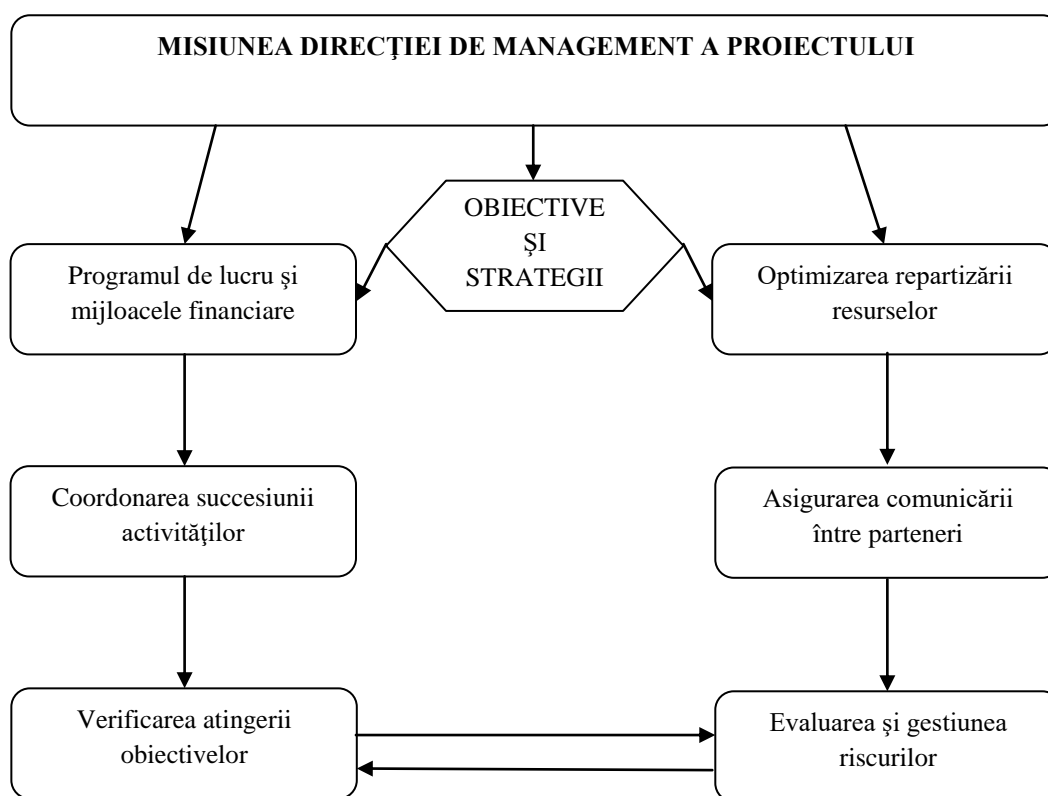 MISIUNEA DIRECŢIEI DE MANAGEMENT A PROIECTULUI
OBIECTIVE
ŞI
STRATEGII
Programul de lucru şi
mijloacele financiare
Optimizarea repartizării
resurselor
Coordonarea succesiunii
activităţilor
Asigurarea comunicării
între parteneri
Verificarea atingerii
obiectivelor
Evaluarea şi gestiunea
riscurilor